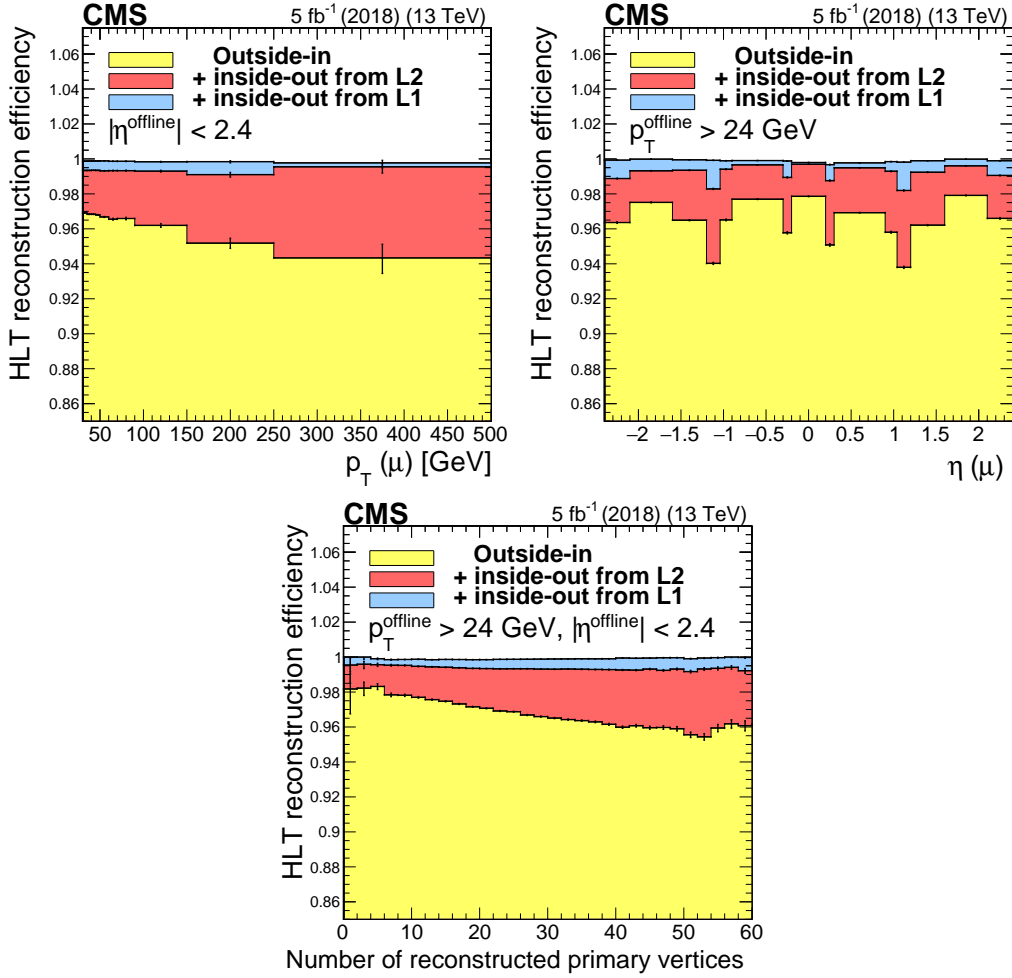 CMS 5 fb⁻¹ (2018) (13 TeV)
HLT reconstruction efficiency
1.06
1.04
1.02
1
0.98
0.96
0.94
0.92
0.9
0.88
0.86
Outside-in
+ inside-out from L2
+ inside-out from L1
|η^offline| < 2.4
50 100 150 200 250 300 350 400 450 500
p_T (μ) [GeV]
CMS 5 fb⁻¹ (2018) (13 TeV)
HLT reconstruction efficiency
1.06
1.04
1.02
1
0.98
0.96
0.94
0.92
0.9
0.88
0.86
Outside-in
+ inside-out from L2
+ inside-out from L1
p_T^offline > 24 GeV
−2 −1.5 −1 −0.5 0 0.5 1 1.5 2
η (μ)
CMS 5 fb⁻¹ (2018) (13 TeV)
HLT reconstruction efficiency
1.06
1.04
1.02
1
0.98
0.96
0.94
0.92
0.9
0.88
0.86
Outside-in
+ inside-out from L2
+ inside-out from L1
p_T^offline > 24 GeV, |η^offline| < 2.4
0 10 20 30 40 50 60
Number of reconstructed primary vertices